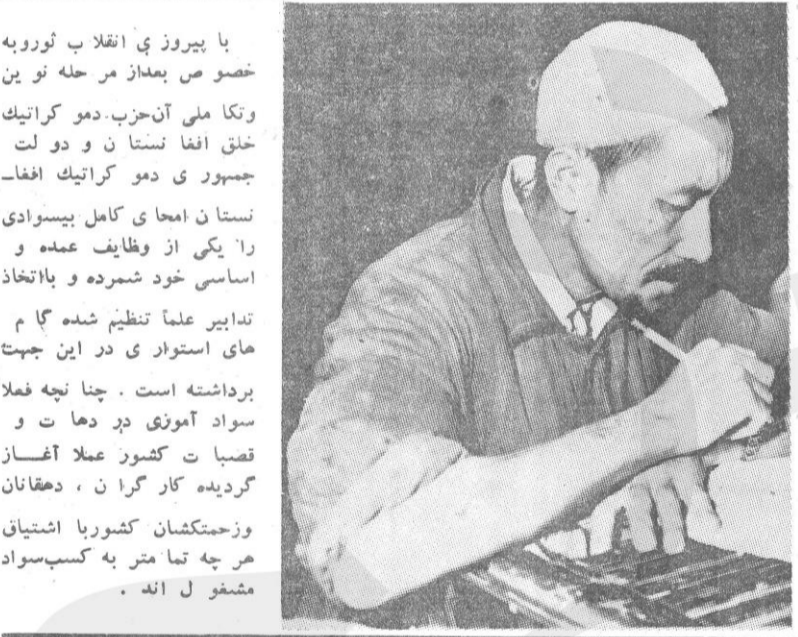 با پیروز ی انقلا ب ثوروبه
خصو ص بعداز مر حله نو ین
وتکا ملی آن‌حزب دمو کراتیك
خلق افغا نستا ن و دو لت
جمهور ی دمو کراتیك افغاـ
نستا ن امحا ی کامل بیسوادی
را یکی از وظایف عمده و
اساسی خود شمرده و بااتخاذ
تدابیر علماً تنظیم شده گا م
های استوار ی در این جهت
برداشته است . چنا نچه فعلا
سواد آموزی در دها ت و
قصبا ت کشور عملا آغـــاز
گردیده کار گرا ن ، دهقانان
وزحمتکشان کشوربا اشتیاق
هر چه تما متر به کسب‌سواد
مشغو ل اند .